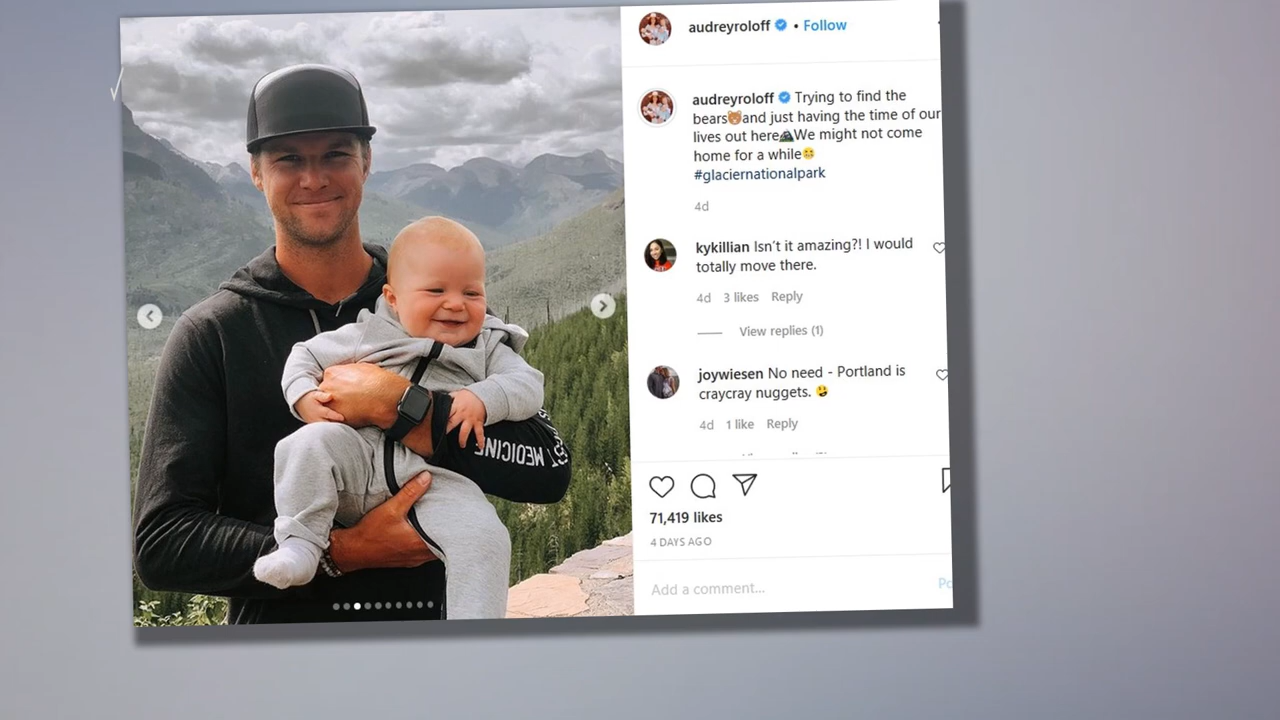 audreyroloff • Follow
audreyroloff Trying to find the
bears🐻and just having the time of our
lives out here🏔We might not come
home for a while😆
#glaciernationalpark
4d
kykillian Isn't it amazing?! I would
totally move there.
4d 3 likes Reply
View replies (1)
joywiesen No need - Portland is
craycray nuggets. 🤪
4d 1 like Reply
MEDICINE
71,419 likes
4 DAYS AGO
Add a comment...